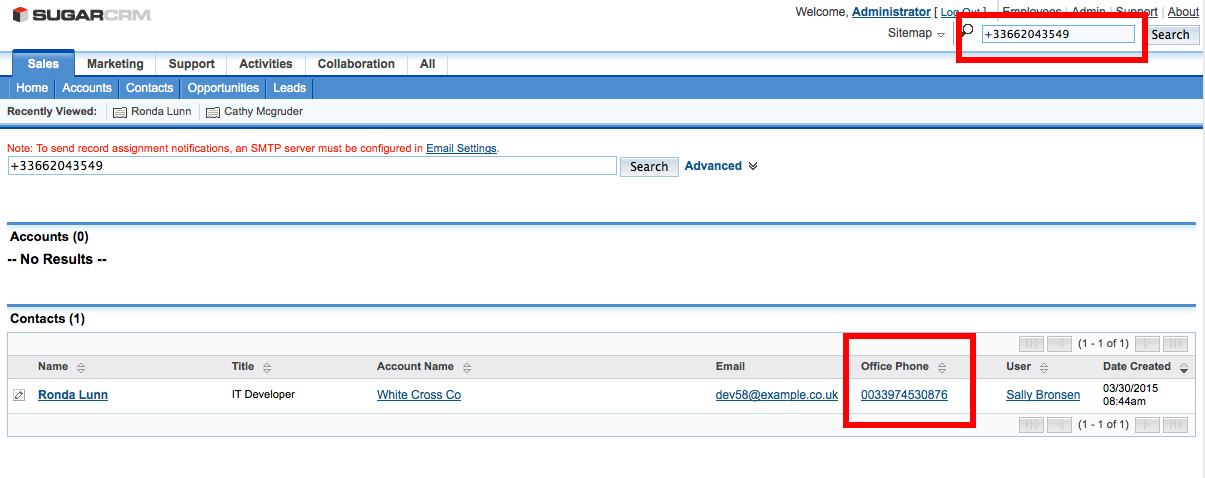 SUGARCRM
Welcome, Administrator [ Log Out ] | Employees | Admin | Support | About
Sitemap +33662043549 Search
Sales Marketing Support Activities Collaboration All
Home Accounts Contacts Opportunities Leads
Recently Viewed: Ronda Lunn Cathy Mcgruder
Note: To send record assignment notifications, an SMTP server must be configured in Email Settings.
+33662043549 Search Advanced
Accounts (0)
-- No Results --
Contacts (1)
(1 - 1 of 1)
Name Title Account Name Email Office Phone User Date Created
Ronda Lunn IT Developer White Cross Co dev58@example.co.uk 0033974530876 Sally Bronsen 03/30/2015
08:44am
(1 - 1 of 1)